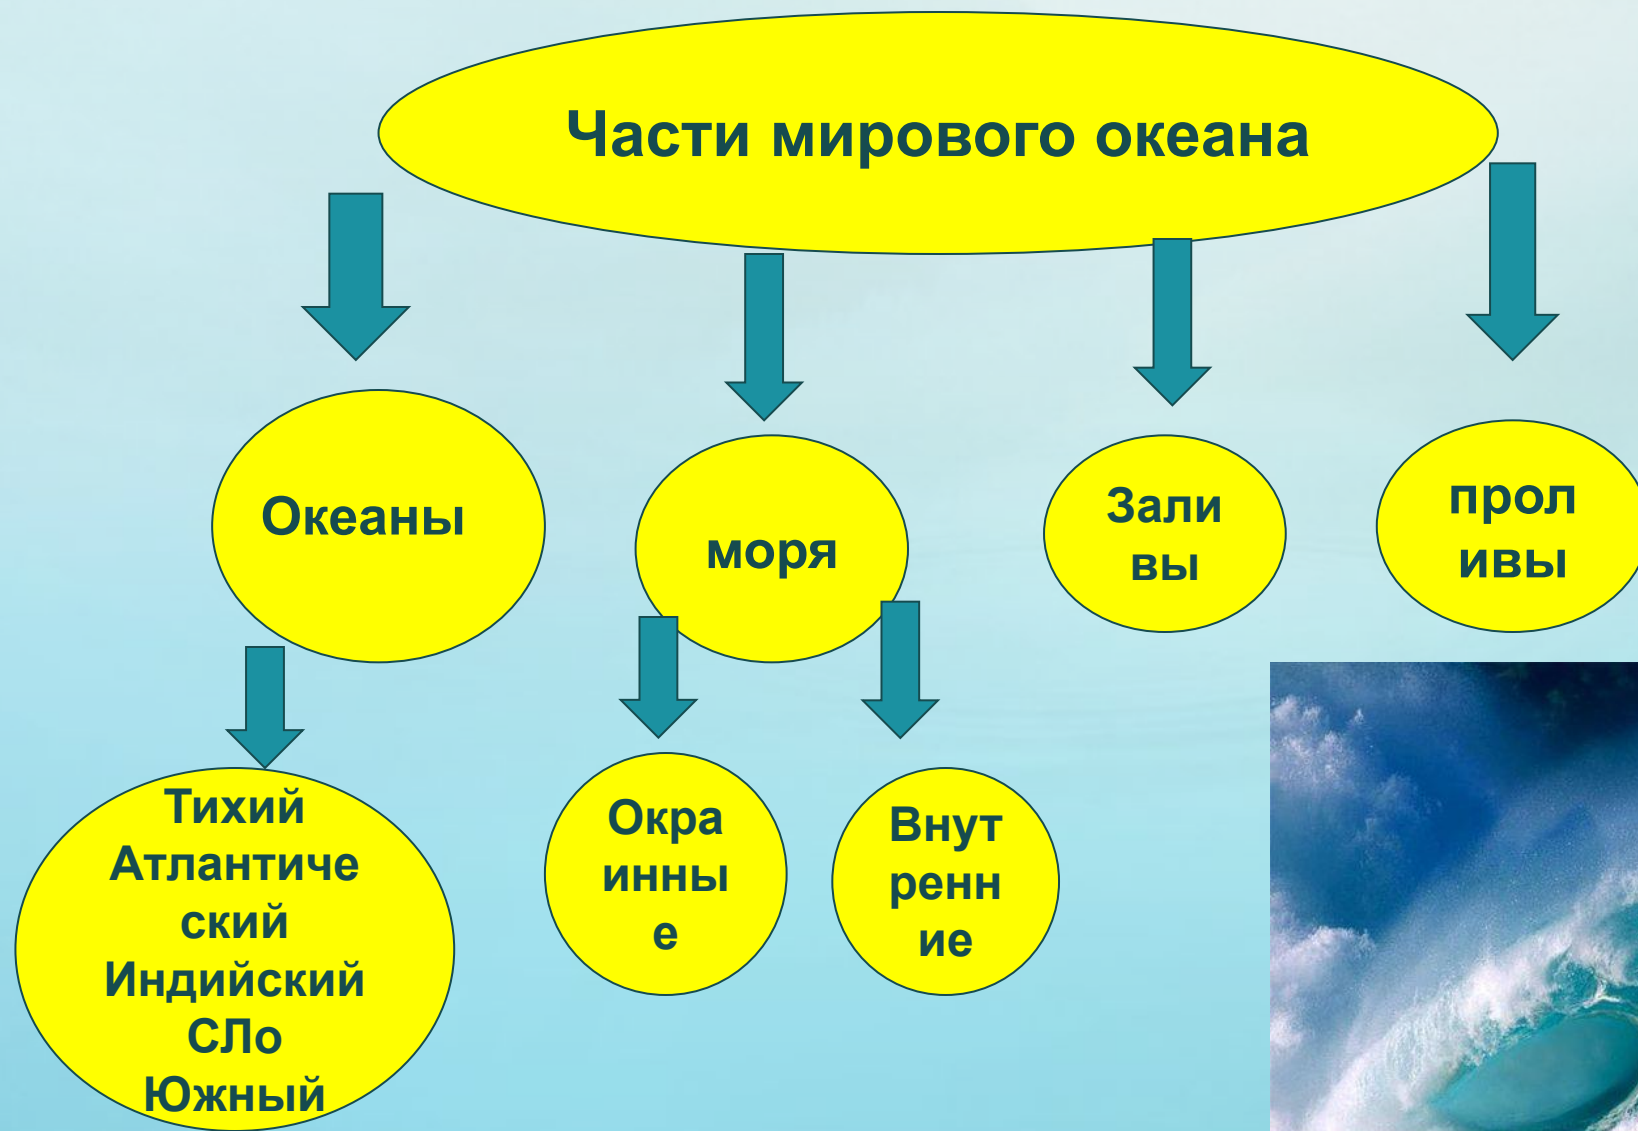 Части мирового океана
Океаны
моря
Зали
вы
прол
ивы
Тихий
Атлантиче
ский
Индийский
СЛо
Южный
Окра
инны
е
Внут
ренн
ие